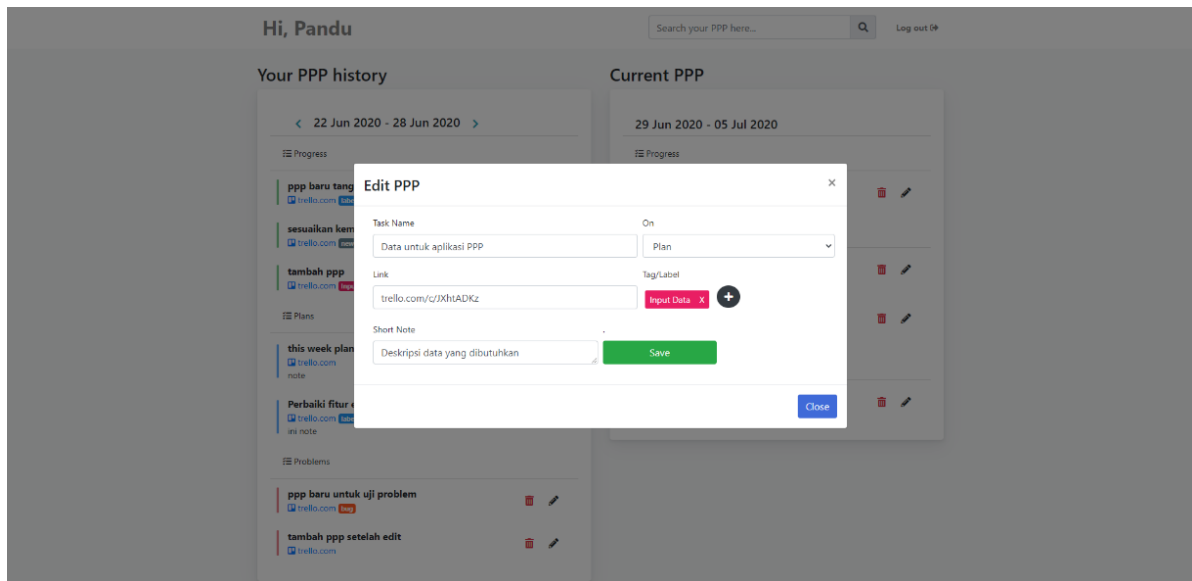 Hi, Pandu
Search your PPP here...
Log out
Your PPP history
22 Jun 2020 - 28 Jun 2020
Progress
ppp baru tang
trello.com
sesuaikan kem
trello.com new
tambah ppp
trello.com
Plans
this week plan
trello.com
note
Perbaiki fitur
trello.com
ini note
Problems
ppp baru untuk uji problem
trello.com bug
tambah ppp setelah edit
trello.com
Current PPP
29 Jun 2020 - 05 Jul 2020
Progress
Edit PPP
×
Task Name
On
Data untuk aplikasi PPP
Plan
Link
Tag/Label
trello.com/c/JXhtADKz
Input Data X
Short Note
.
Deskripsi data yang dibutuhkan
Save
Close